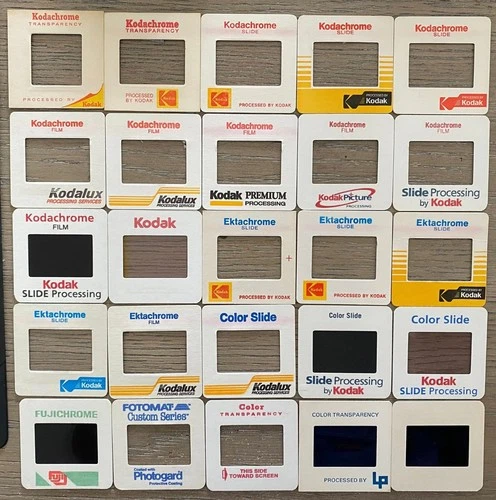 Kodachrome
TRANSPARENCY
PROCESSED BY
Kodak
Kodachrome
TRANSPARENCY
PROCESSED
BY KODAK
Kodachrome
SLIDE
PROCESSED BY KODAK
Kodachrome
SLIDE
PROCESSED BY
Kodak
Kodachrome
SLIDE
PROCESSED BY
Kodak
Kodachrome
FILM
Kodalux
PROCESSING SERVICES
Kodachrome
FILM
Kodalux
PROCESSING SERVICES
Kodachrome
FILM
Kodak PREMIUM
PROCESSING
Kodachrome
FILM
Kodak Picture
PROCESSING
Kodachrome
FILM
Slide Processing
by Kodak
Kodachrome
FILM
Kodak
SLIDE Processing
Kodak
Ektachrome
SLIDE
PROCESSED BY KODAK
Ektachrome
SLIDE
PROCESSED BY KODAK
Ektachrome
SLIDE
PROCESSED BY
Kodak
Ektachrome
SLIDE
Kodak
Ektachrome
FILM
Kodalux
PROCESSING SERVICES
Color Slide
Kodalux
PROCESSING SERVICES
Color Slide
Slide Processing
by Kodak
Color Slide
Kodak
SLIDE Processing
FUJICHROME
FUJI
FOTOMAT
Custom Series
Coated with
Photogard
Protective Coating
Color
TRANSPARENCY
THIS SIDE
TOWARD SCREEN
COLOR TRANSPARENCY
PROCESSED BY LP